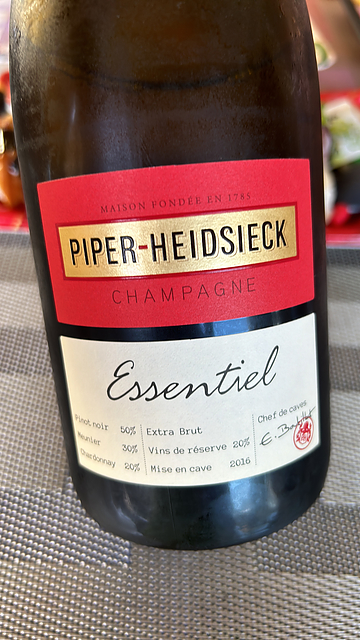 MAISON FONDÉE EN 1785
PIPER-HEIDSIECK
CHAMPAGNE
Essentiel
Pinot noir 50%
Meunier 30%
Chardonnay 20%
Extra Brut
Vins de réserve 20%
Mise en cave 2016
Chef de caves